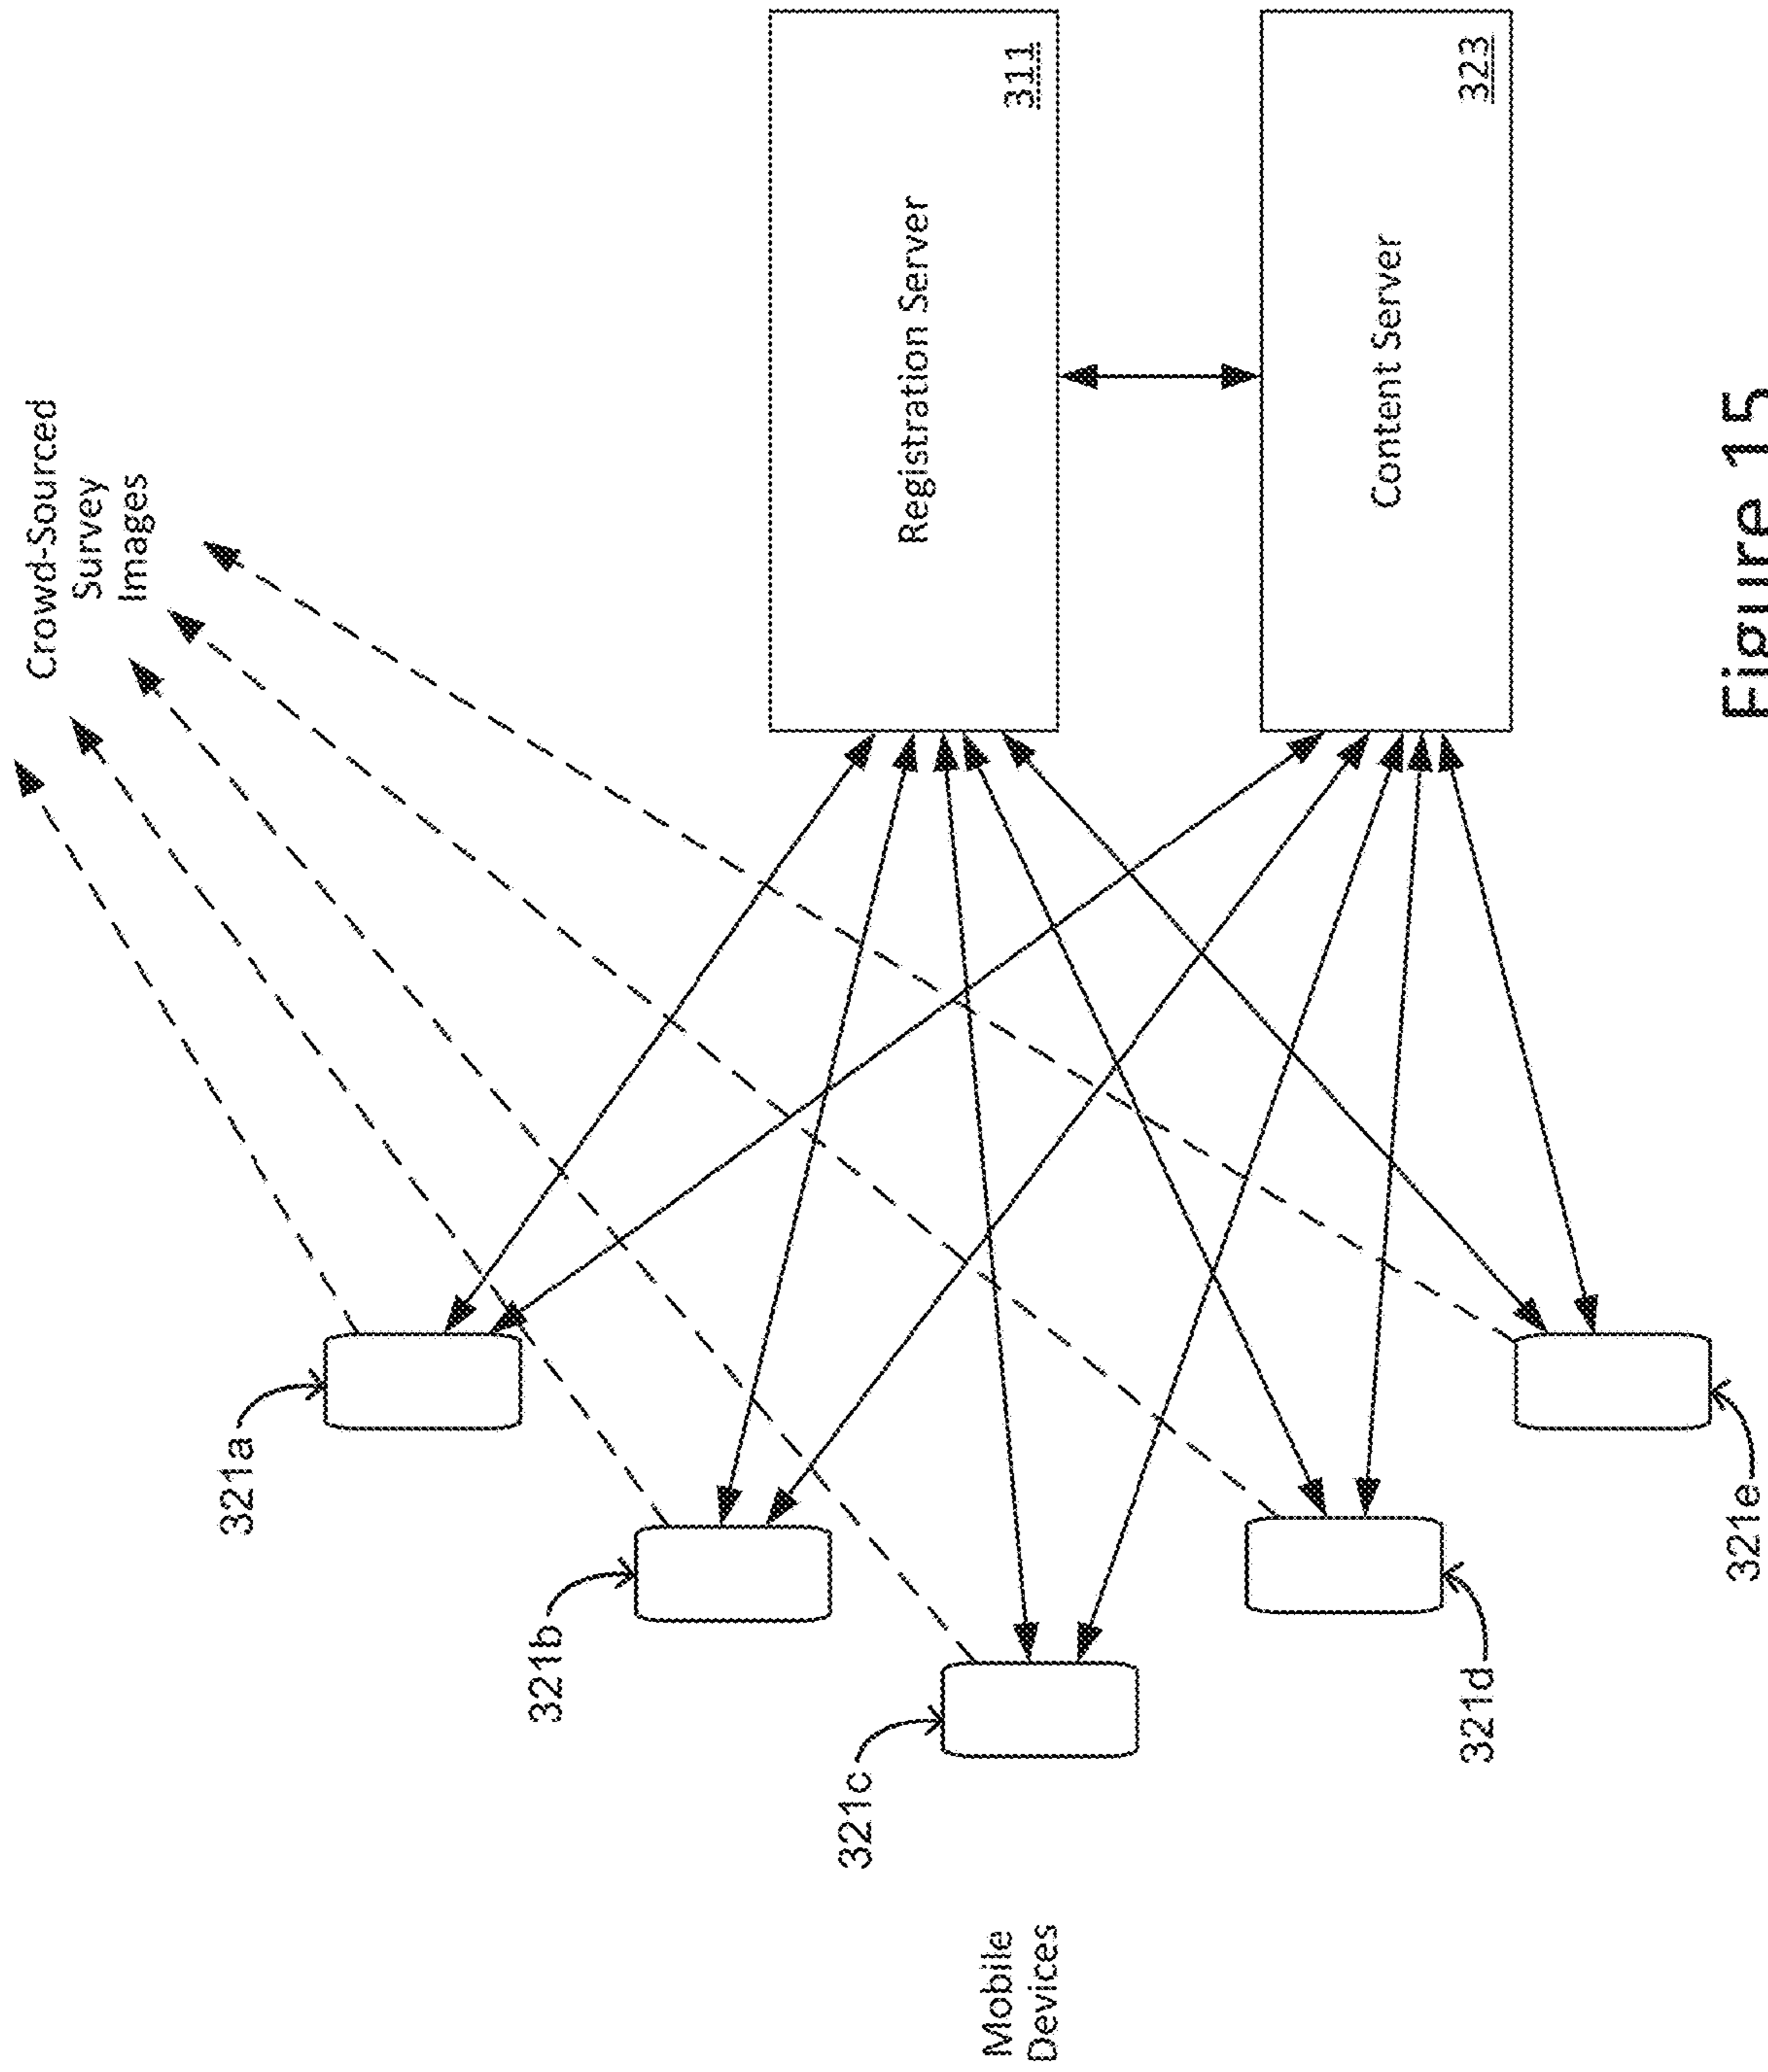 Crowd-Sourced
Survey
Images
321a
321b
321c
321d
321e
Mobile
Devices
Registration Server
311
Content Server
323
Figure 15